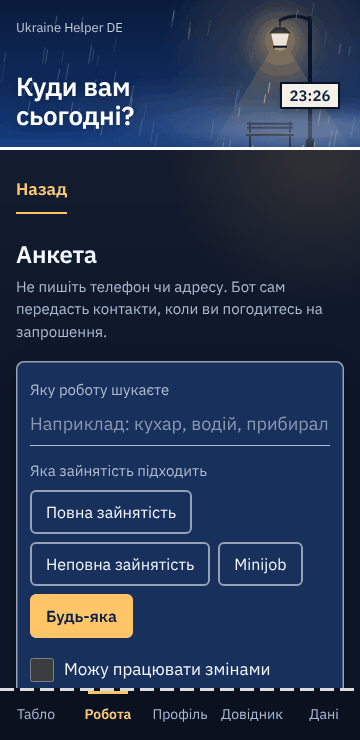 Ukraine Helper DE
Куди вам
сьогодні?
23:26
Назад
Анкета
Не пишіть телефон чи адресу. Бот сам
передасть контакти, коли ви погодитесь на
запрошення.
Яку роботу шукаєте
Наприклад: кухар, водій, прибирал
Яка зайнятість підходить
Повна зайнятість
Неповна зайнятість Minijob
Будь-яка
Можу працювати змінами
Табло Робота Профіль Довідник Дані